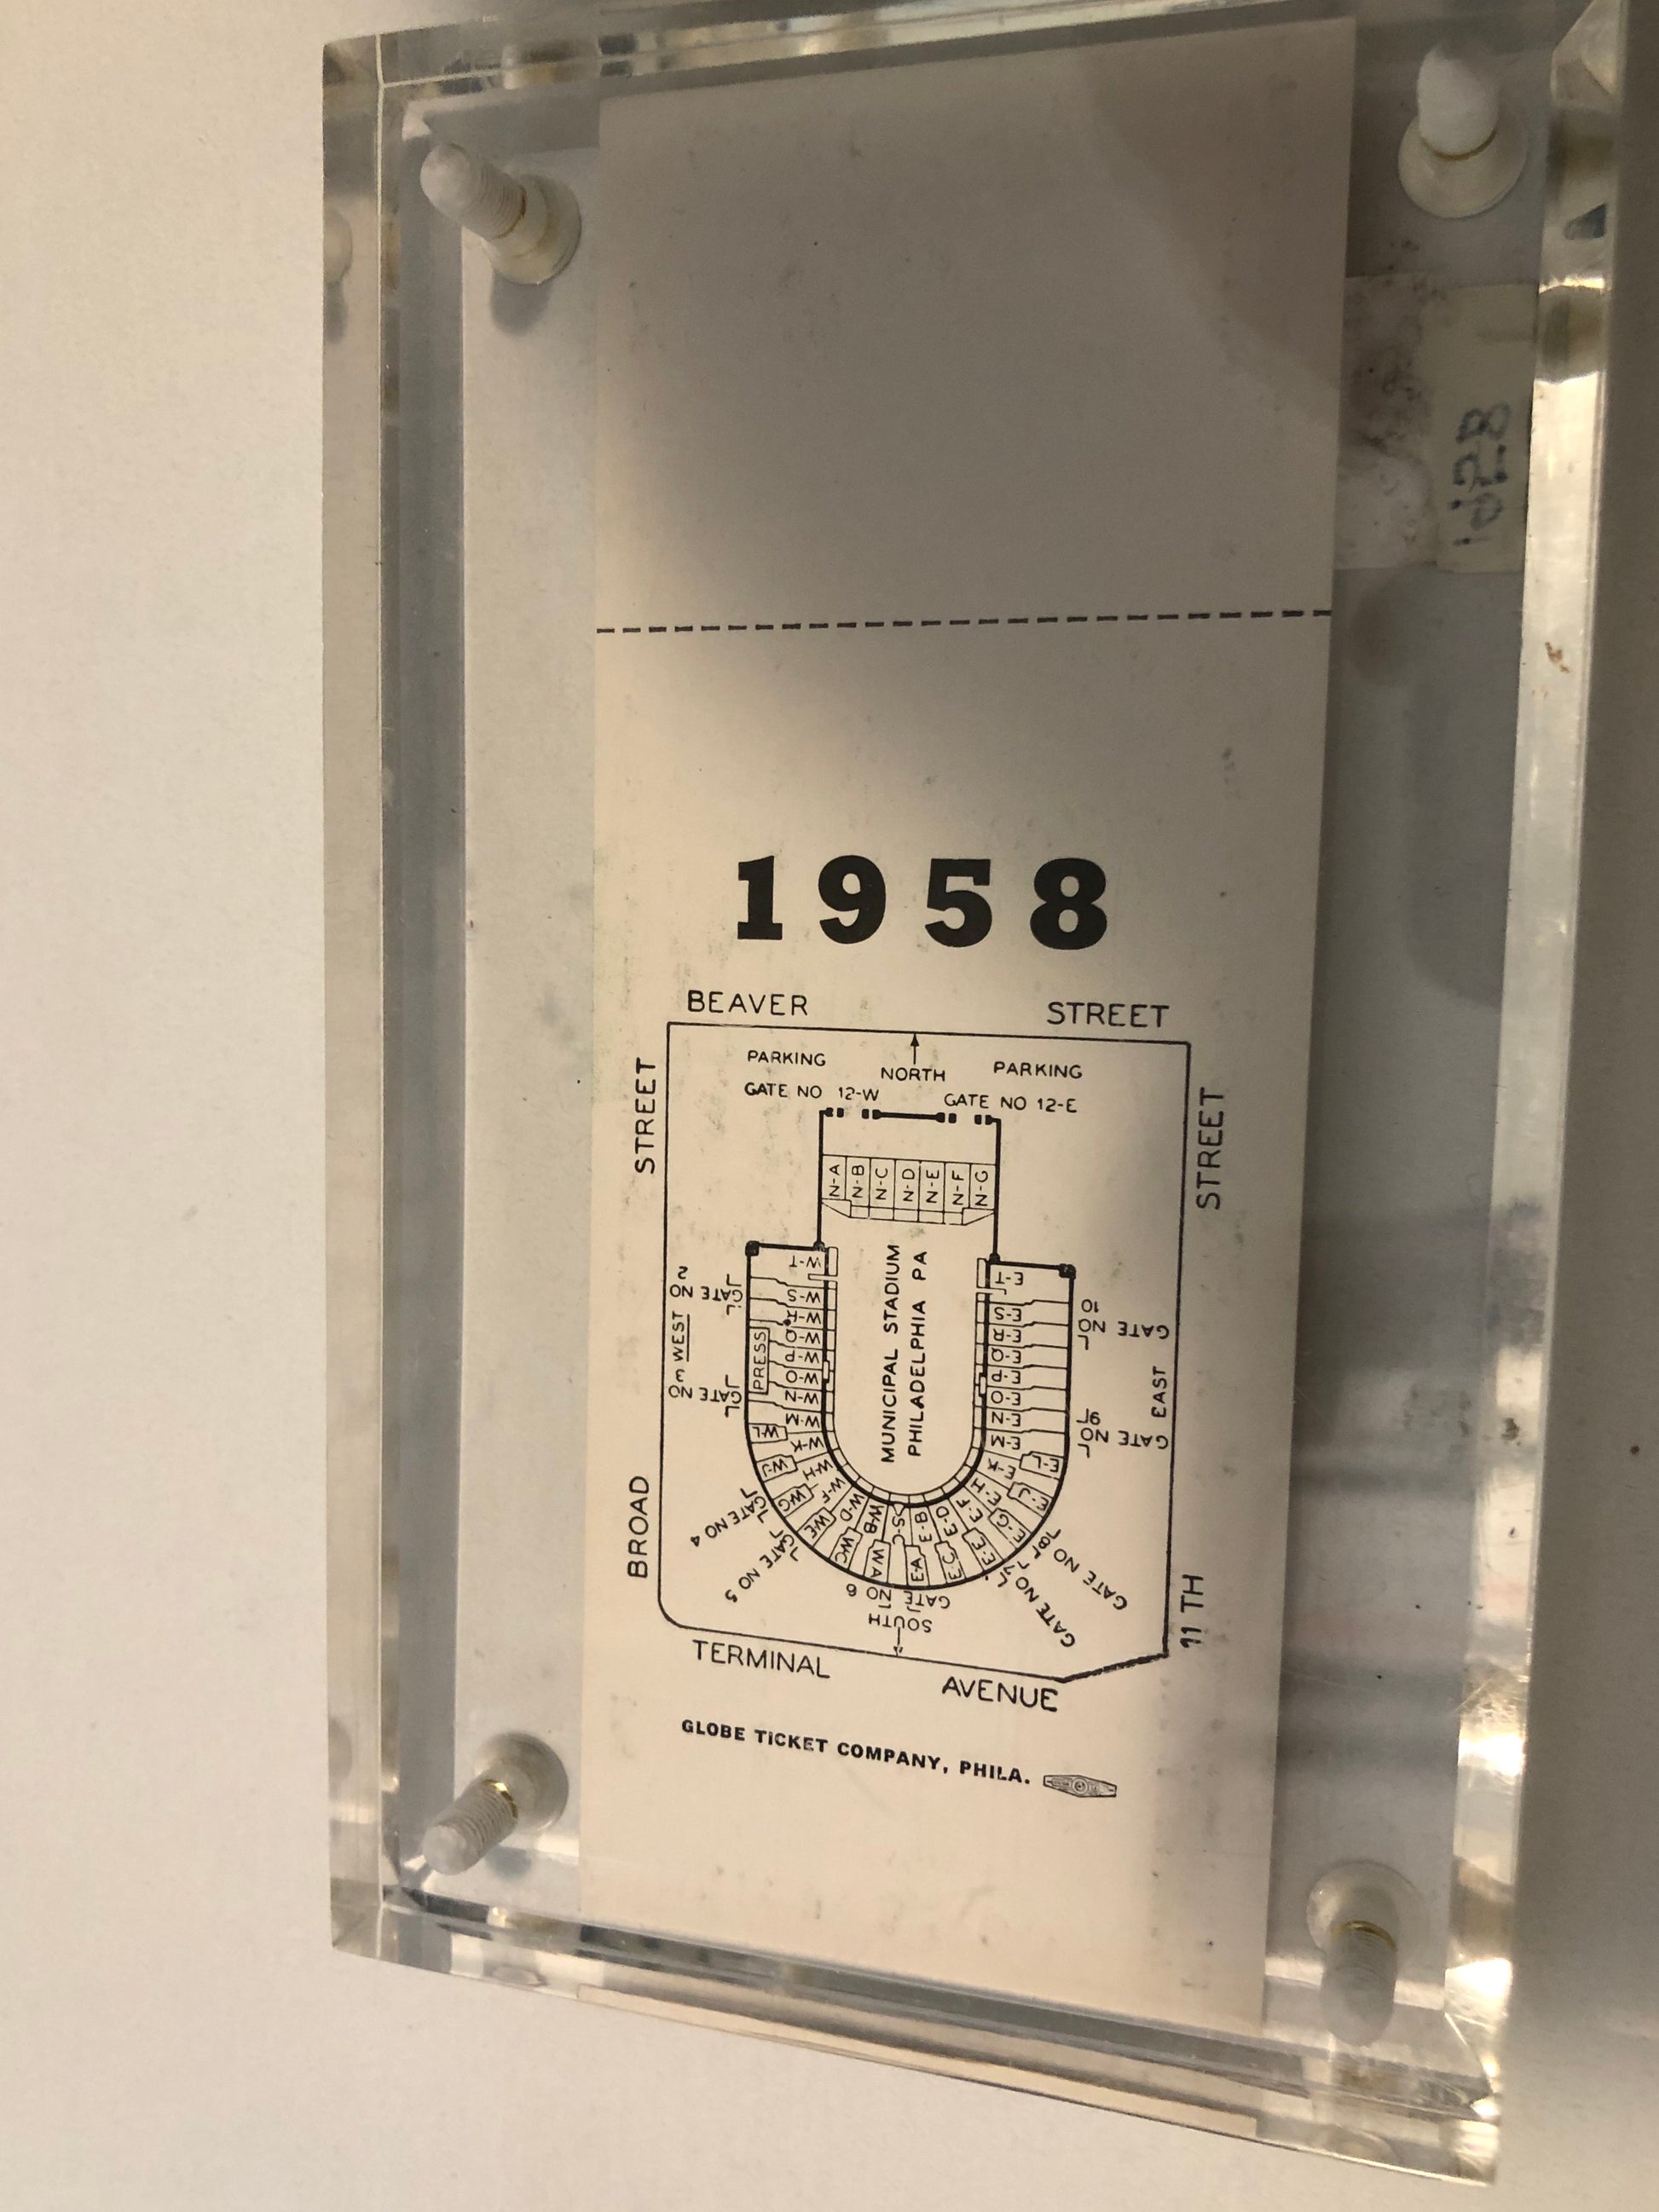 1958
BEAVER STREET
STREET
STREET
PARKING
NORTH
PARKING
GATE NO 12-W
GATE NO 12-E
N-A
N-B
N-C
N-D
N-E
N-F
N-G
MUNICIPAL STADIUM
PHILADELPHIA PA
GATE NO 2
WEST
GATE NO 3
PRESS
W-T
W-S
W-R
W-Q
W-P
W-O
W-N
W-M
W-L
W-K
W-J
W-H
W-G
W-F
W-E
W-D
W-C
W-B
W-A
S-C
E-T
E-S
E-R
E-Q
E-P
E-O
E-N
E-M
E-L
E-K
E-J
E-H
E-G
E-F
E-E
E-D
E-C
E-B
E-A
GATE NO 10
EAST
GATE NO 9
GATE NO 4
GATE NO 5
GATE NO 6
GATE NO 7
GATE NO 8
SOUTH
BROAD
11 TH
TERMINAL AVENUE
GLOBE TICKET COMPANY, PHILA.